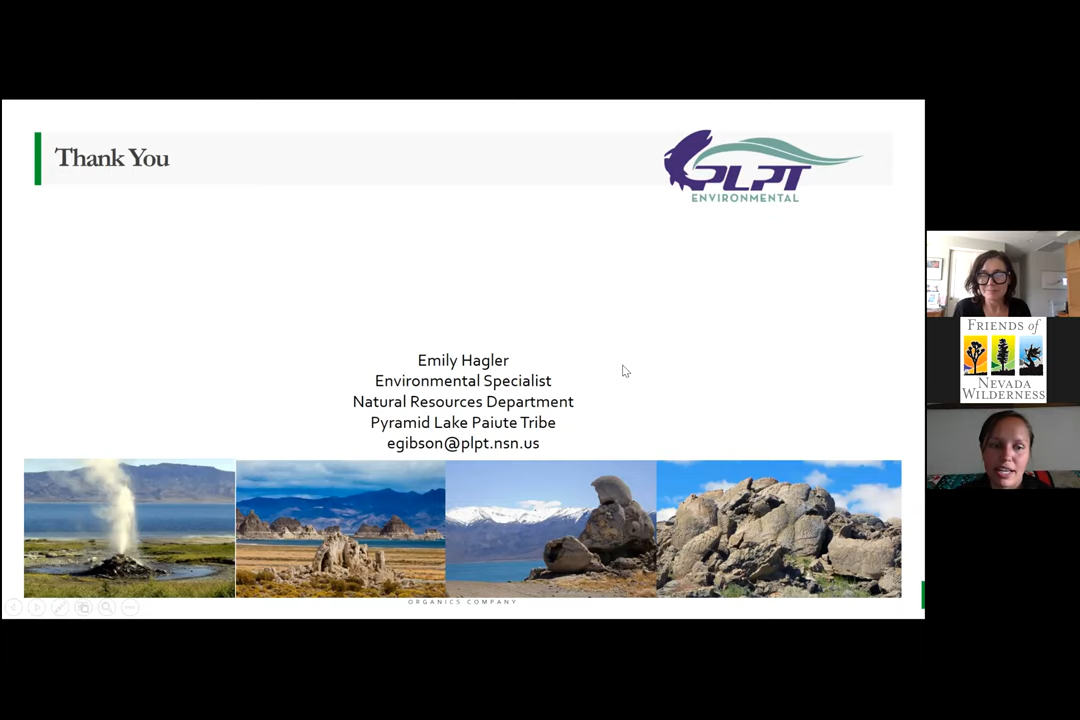 Thank You
PLPT
ENVIRONMENTAL
Emily Hagler
Environmental Specialist
Natural Resources Department
Pyramid Lake Paiute Tribe
egibson@plpt.nsn.us
ORGANICS COMPANY
FRIENDS of
NEVADA
WILDERNESS